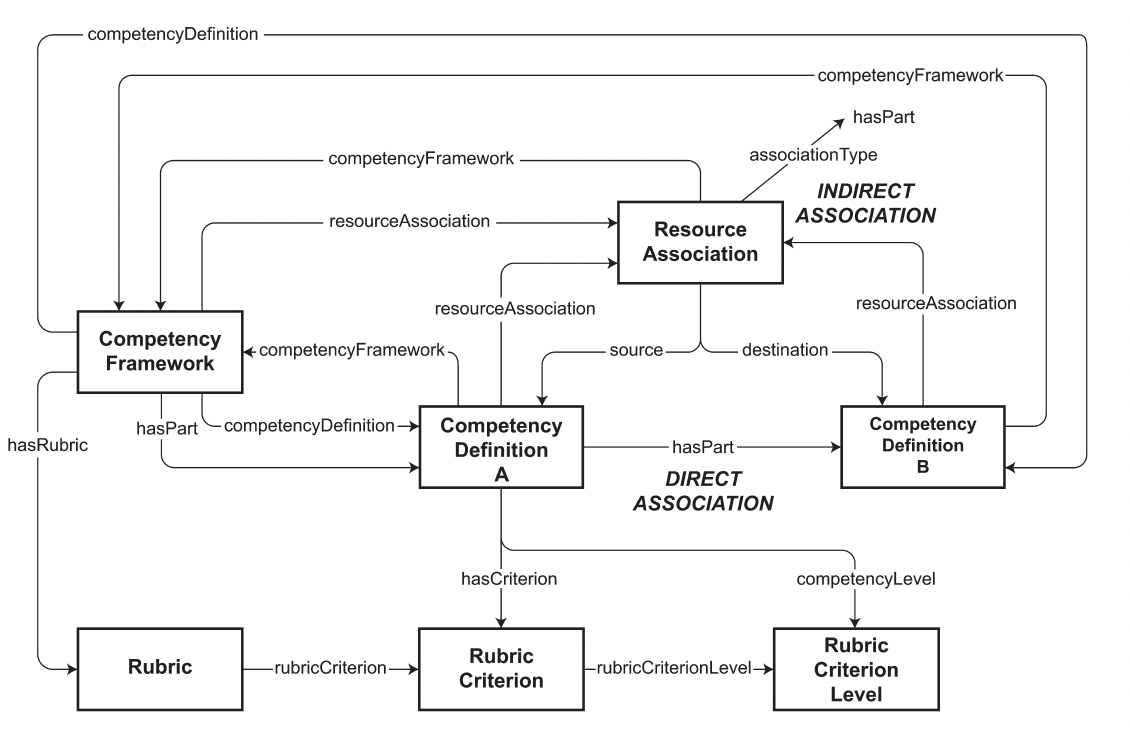 competencyDefinition
competencyFramework
hasPart
associationType
competencyFramework
INDIRECT
ASSOCIATION
resourceAssociation
Resource
Association
resourceAssociation
resourceAssociation
Competency
Framework
competencyFramework
source
destination
hasPart
competencyDefinition
hasRubric
Competency
Definition
A
hasPart
Competency
Definition
B
DIRECT
ASSOCIATION
hasCriterion
competencyLevel
Rubric
rubricCriterion
Rubric
Criterion
rubricCriterionLevel
Rubric
Criterion
Level